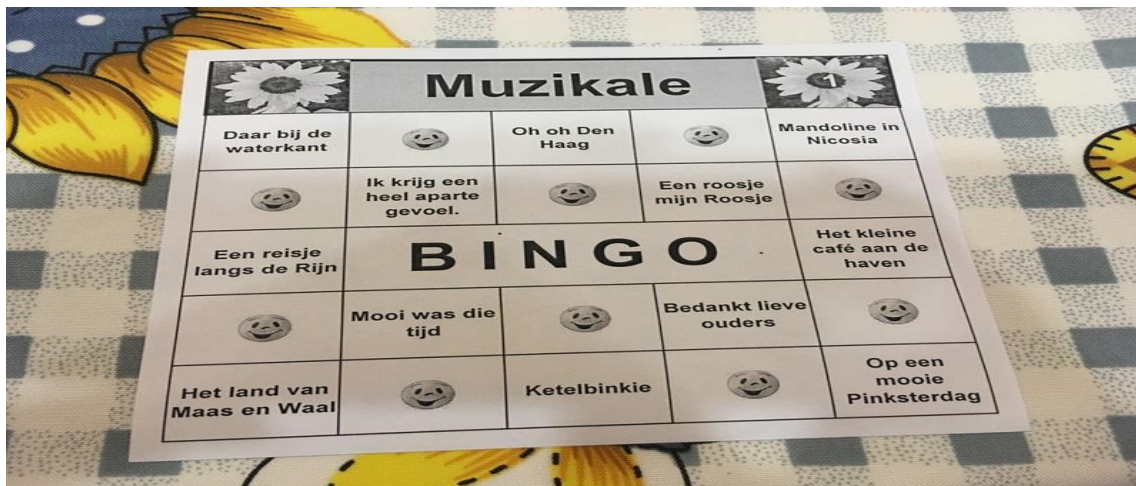 Muzikale
1
Daar bij de
waterkant
Oh oh Den
Haag
Mandoline in
Nicosia
Ik krijg een
heel aparte
gevoel.
Een roosje
mijn Roosje
Een reisje
langs de Rijn
BINGO
Het kleine
café aan de
haven
Mooi was die
tijd
Bedankt lieve
ouders
Het land van
Maas en Waal
Ketelbinkie
Op een
mooie
Pinksterdag